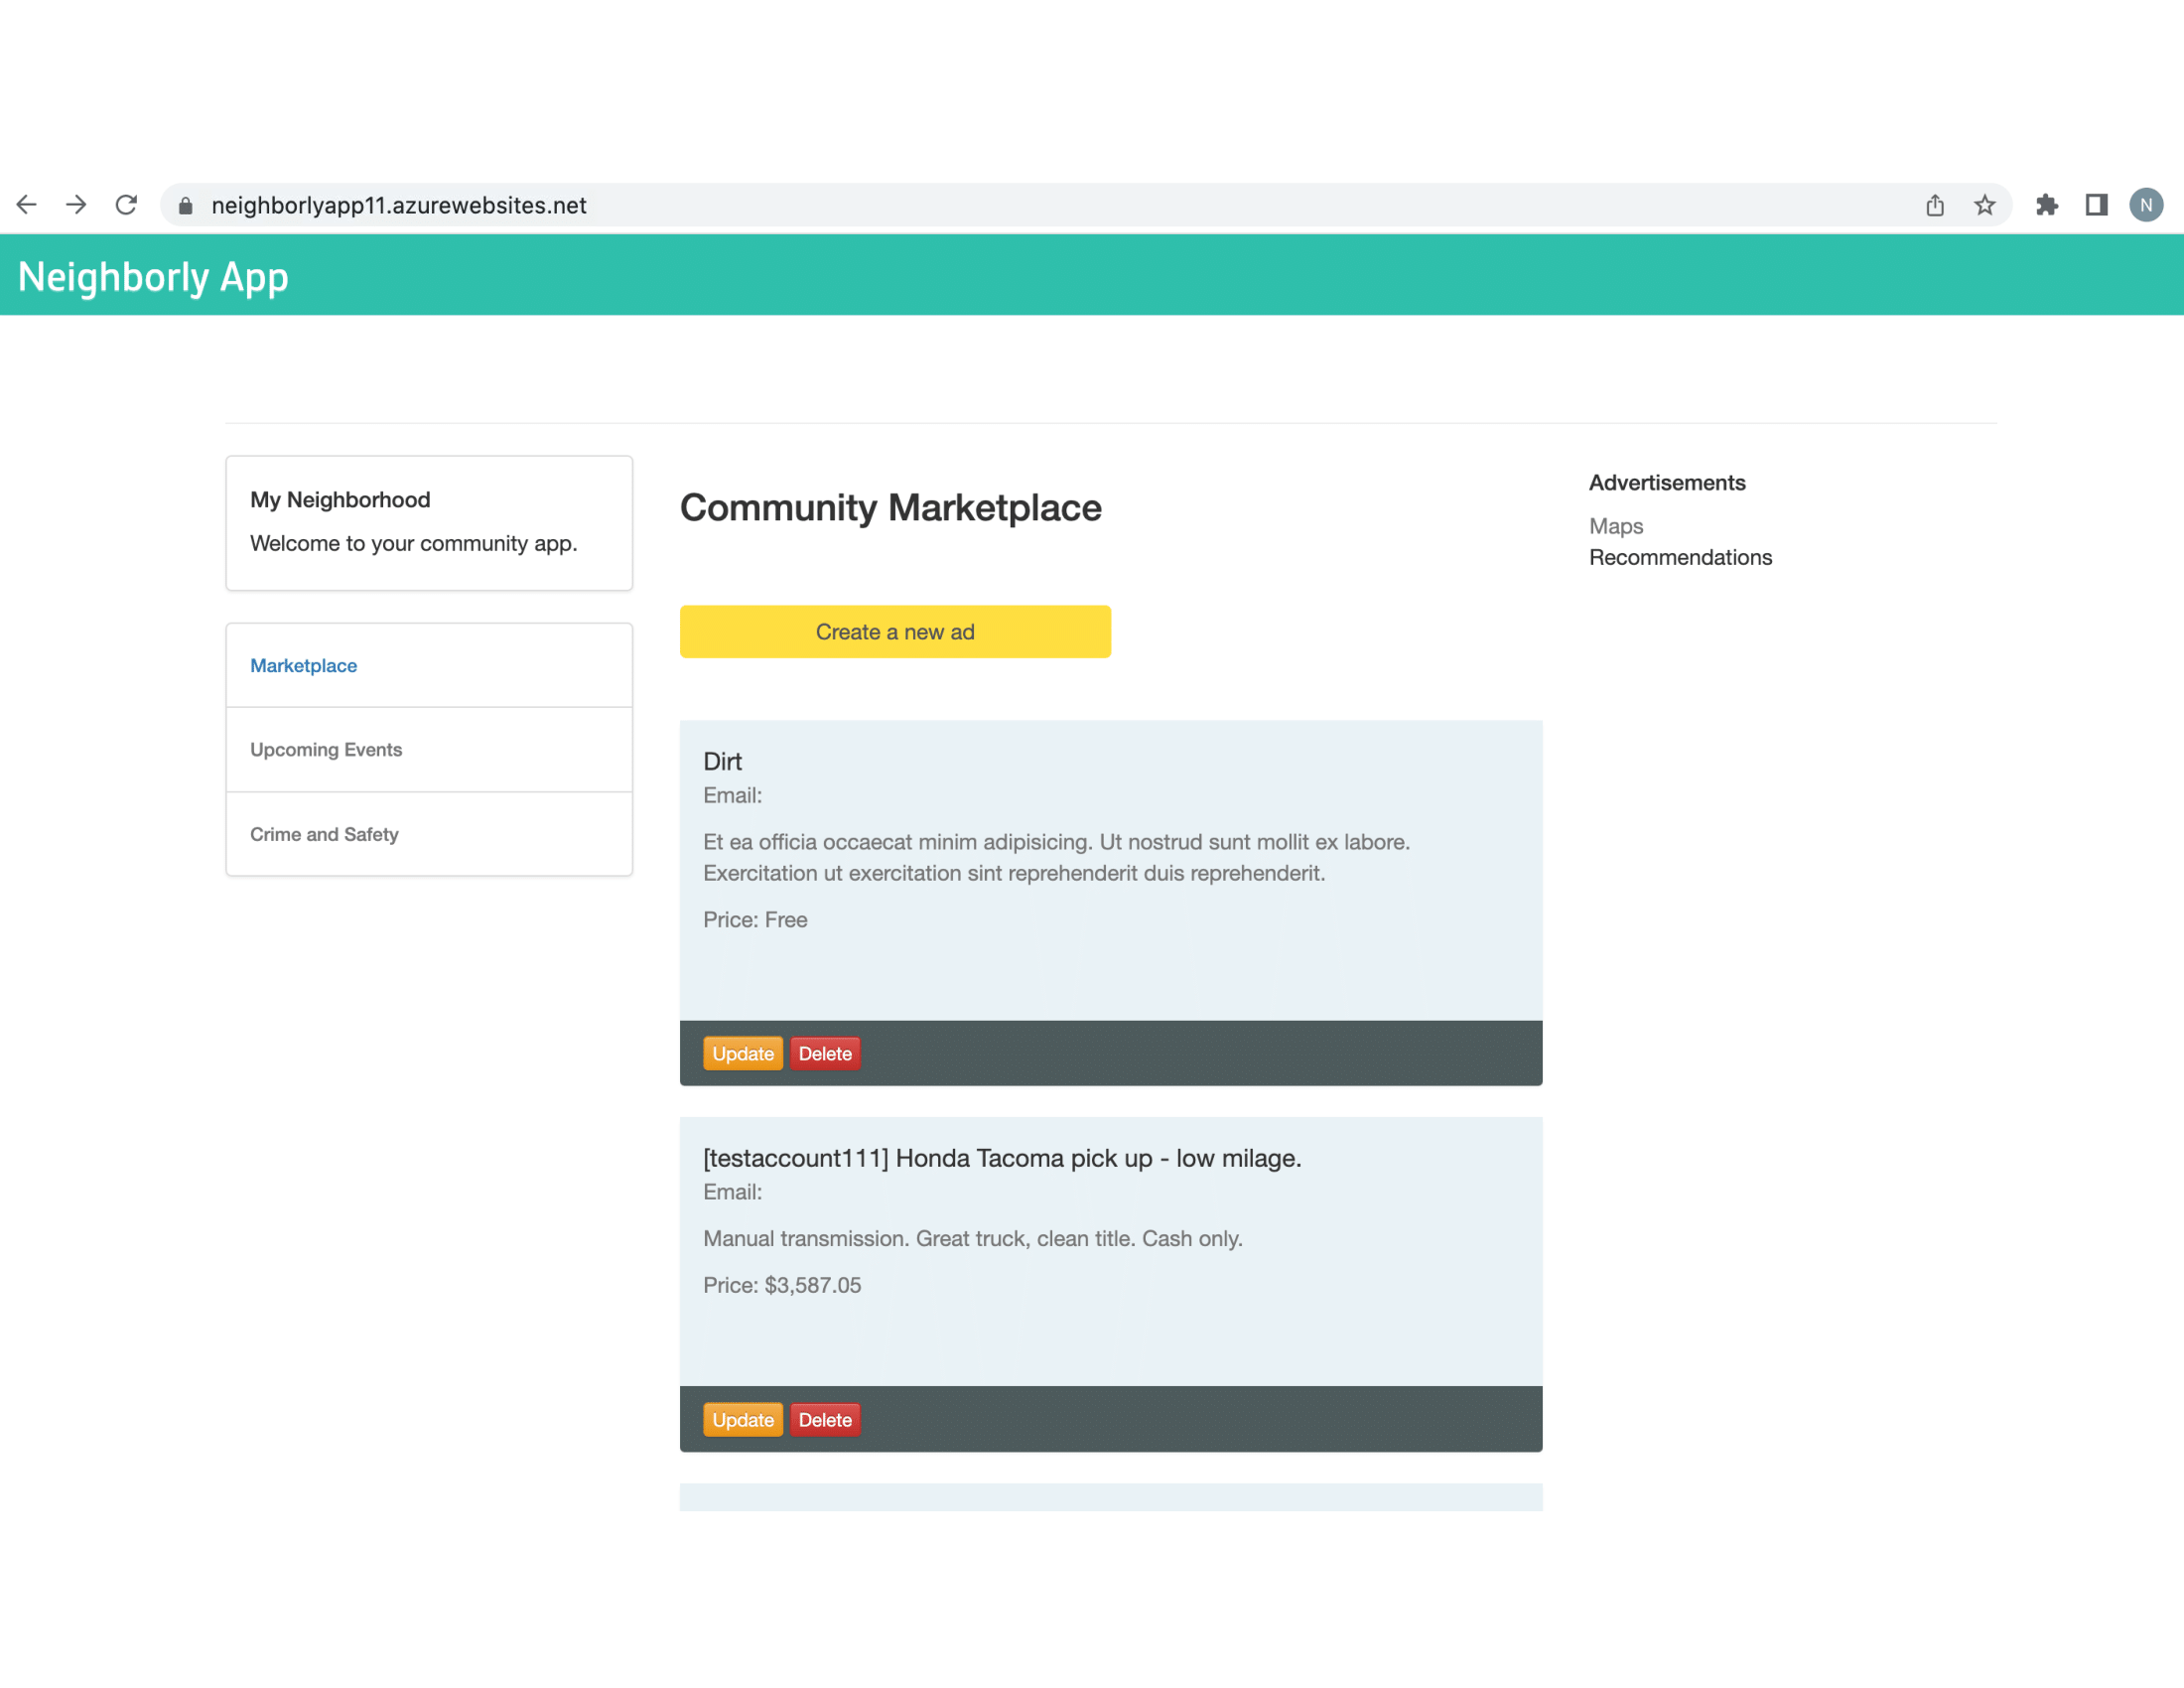 neighborlyapp11.azurewebsites.net
N
Neighborly App
My Neighborhood
Welcome to your community app.
Marketplace
Upcoming Events
Crime and Safety
Community Marketplace
Create a new ad
Dirt
Email:
Et ea officia occaecat minim adipisicing. Ut nostrud sunt mollit ex labore.
Exercitation ut exercitation sint reprehenderit duis reprehenderit.
Price: Free
Update Delete
[testaccount111] Honda Tacoma pick up - low milage.
Email:
Manual transmission. Great truck, clean title. Cash only.
Price: $3,587.05
Update Delete
Advertisements
Maps
Recommendations